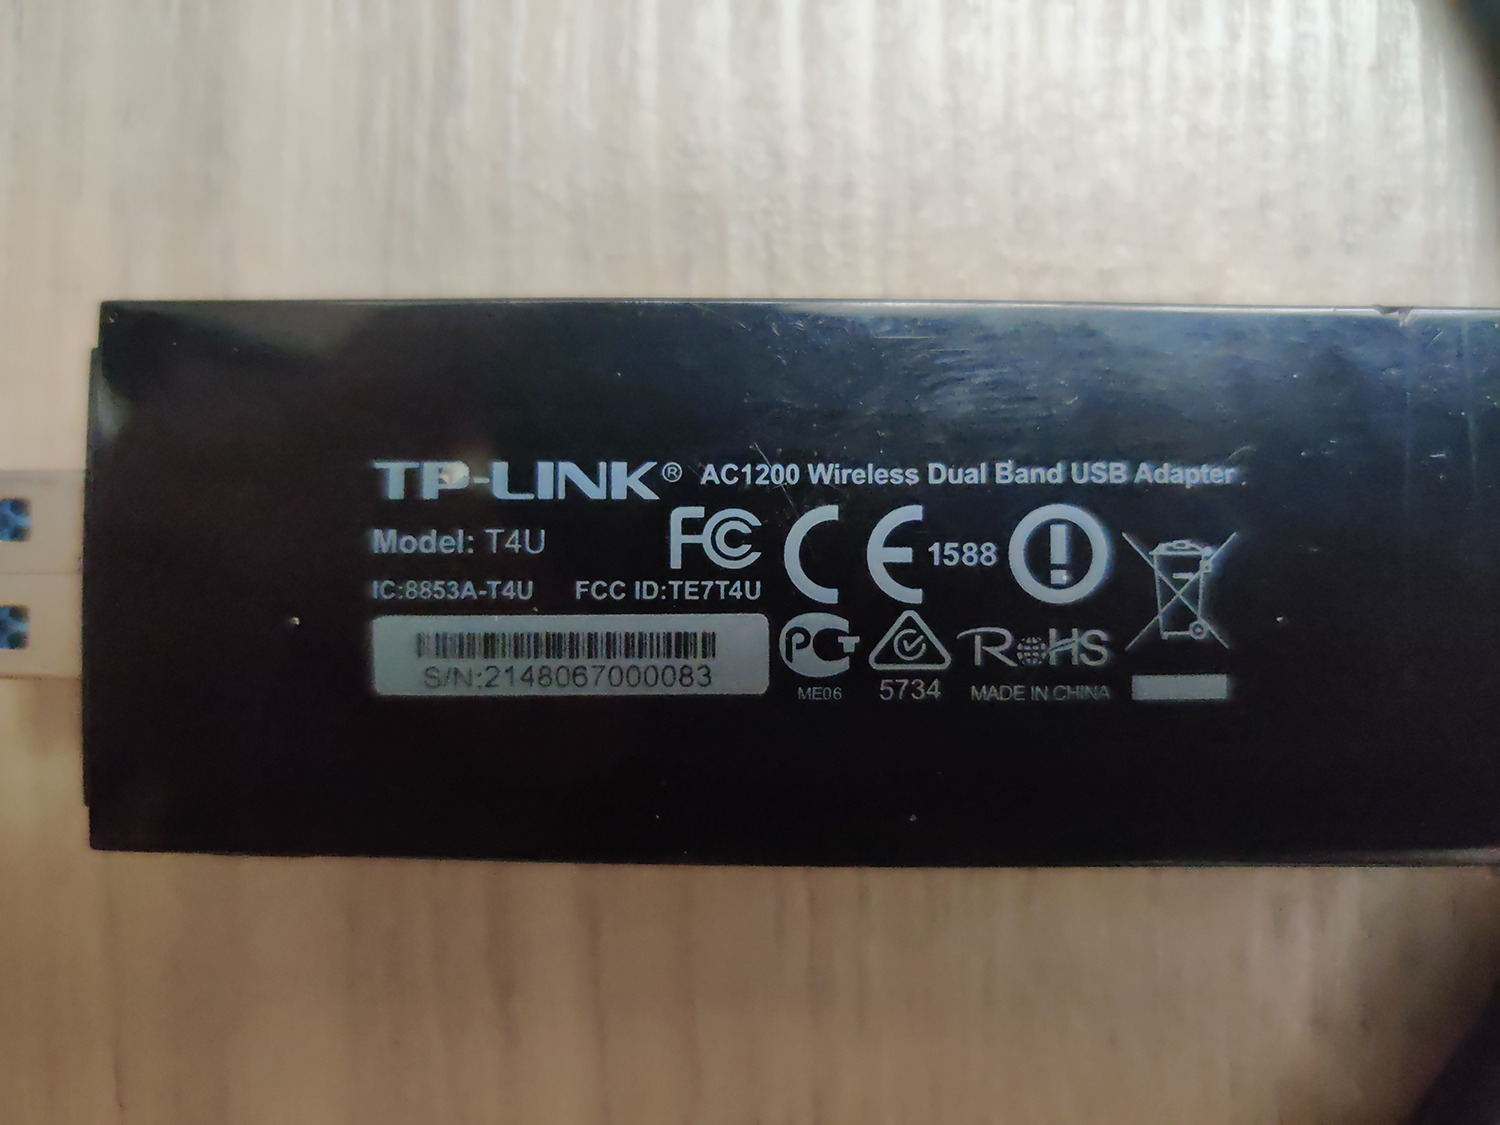 TP-LINK® AC1200 Wireless Dual Band USB Adapter
Model: T4U
FC CE 1588
IC:8853A-T4U FCC ID:TE7T4U
S/N:2148067000083
PCT
RoHS
ME06 5734 MADE IN CHINA